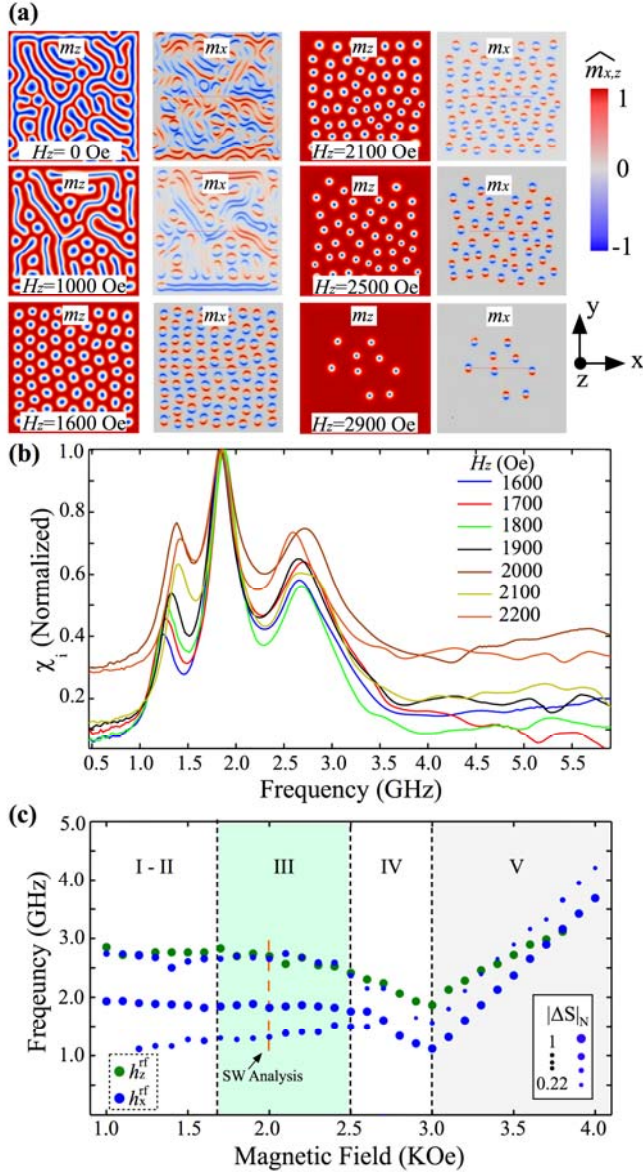 (a)
mz mx mz mx
m̂x,z
1
0
-1
Hz= 0 Oe Hz=2100 Oe
mz mx mz mx
Hz=1000 Oe Hz=2500 Oe
mz mx mz mx
Hz=1600 Oe Hz=2900 Oe
y
z x
(b)
Hz (Oe)
1600
1700
1800
1900
2000
2100
2200
1.0
0.8
0.6
0.4
0.2
χi (Normalized)
0.5 1.0 1.5 2.0 2.5 3.0 3.5 4.0 4.5 5.0 5.5
Frequency (GHz)
(c)
5.0
4.0
3.0
2.0
1.0
Freqeuncy (GHz)
I - II III IV V
SW Analysis
hzrf
hxrf
|ΔS|N
1
0.22
1.0 1.5 2.0 2.5 3.0 3.5 4.0
Magnetic Field (KOe)